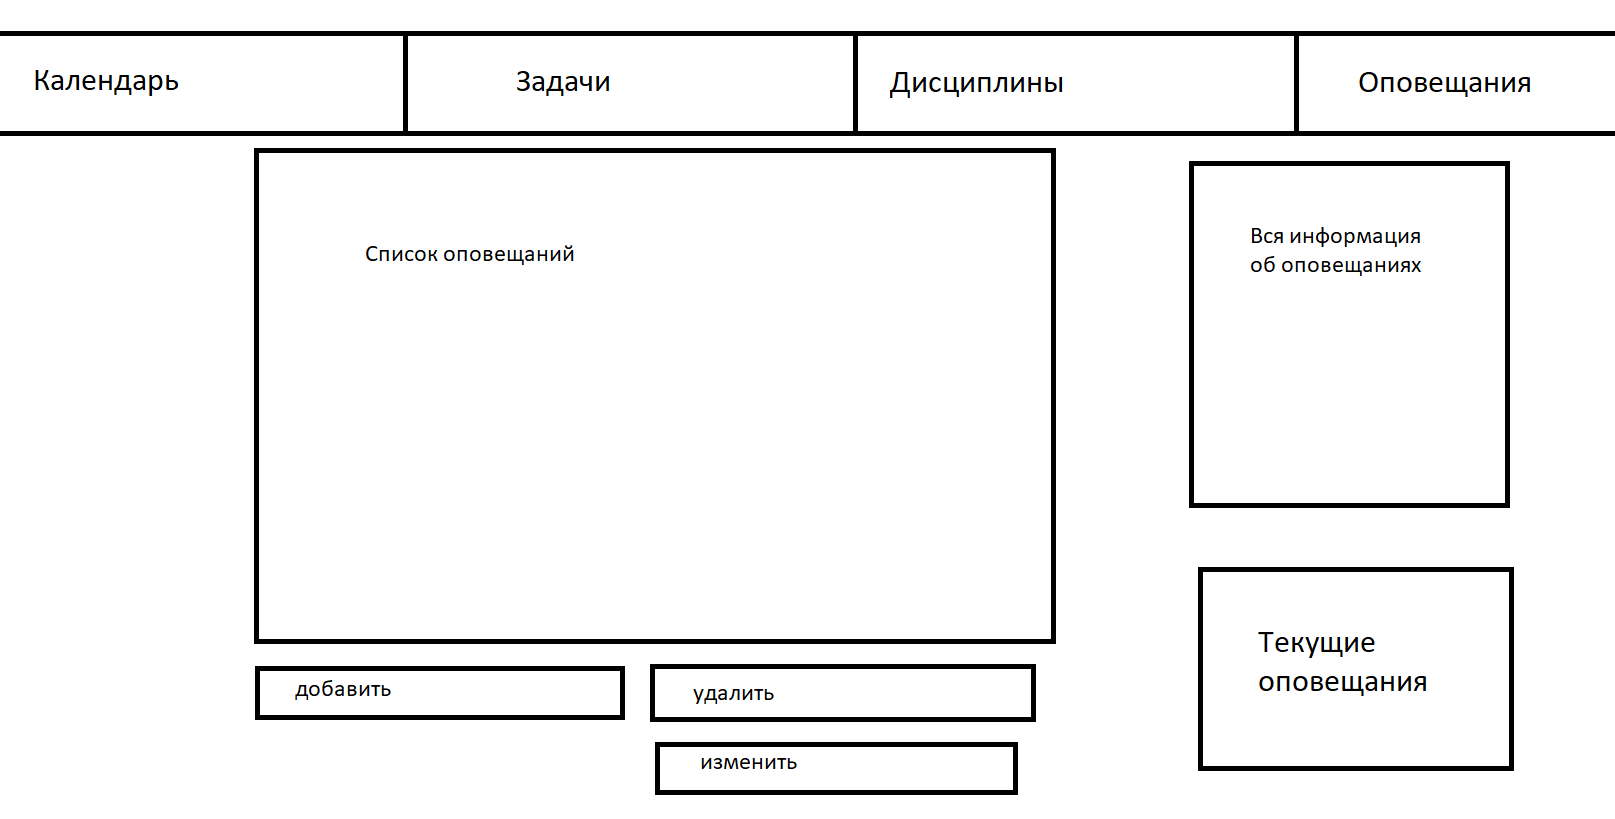 Календарь
Задачи
Дисциплины
Оповещания
Список оповещаний
Вся информация
об оповещаниях
добавить
удалить
изменить
Текущие
оповещания